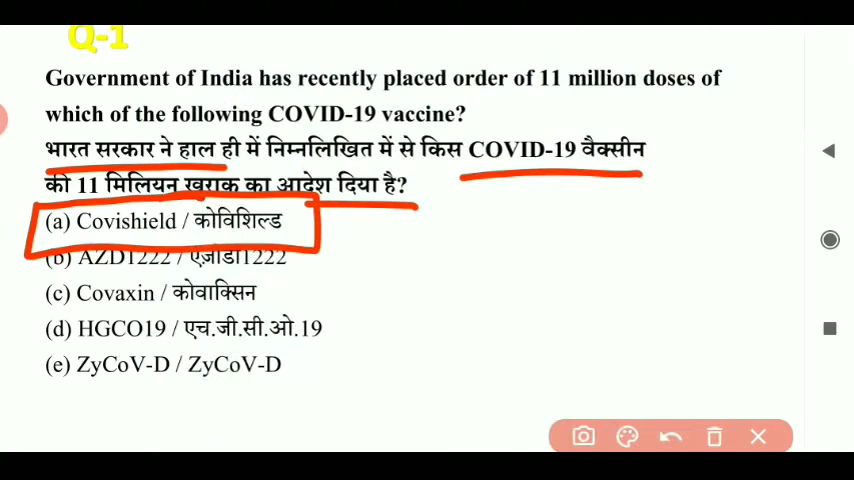 Q-1
Government of India has recently placed order of 11 million doses of
which of the following COVID-19 vaccine?
भारत सरकार ने हाल ही में निम्नलिखित में से किस COVID-19 वैक्सीन
की 11 मिलियन खुराक का आदेश दिया है?
(a) Covishield / कोविशिल्ड
(b) AZD1222 / एज़ीडी1222
(c) Covaxin / कोवाक्सिन
(d) HGCO19 / एच.जी.सी.ओ.19
(e) ZyCoV-D / ZyCoV-D